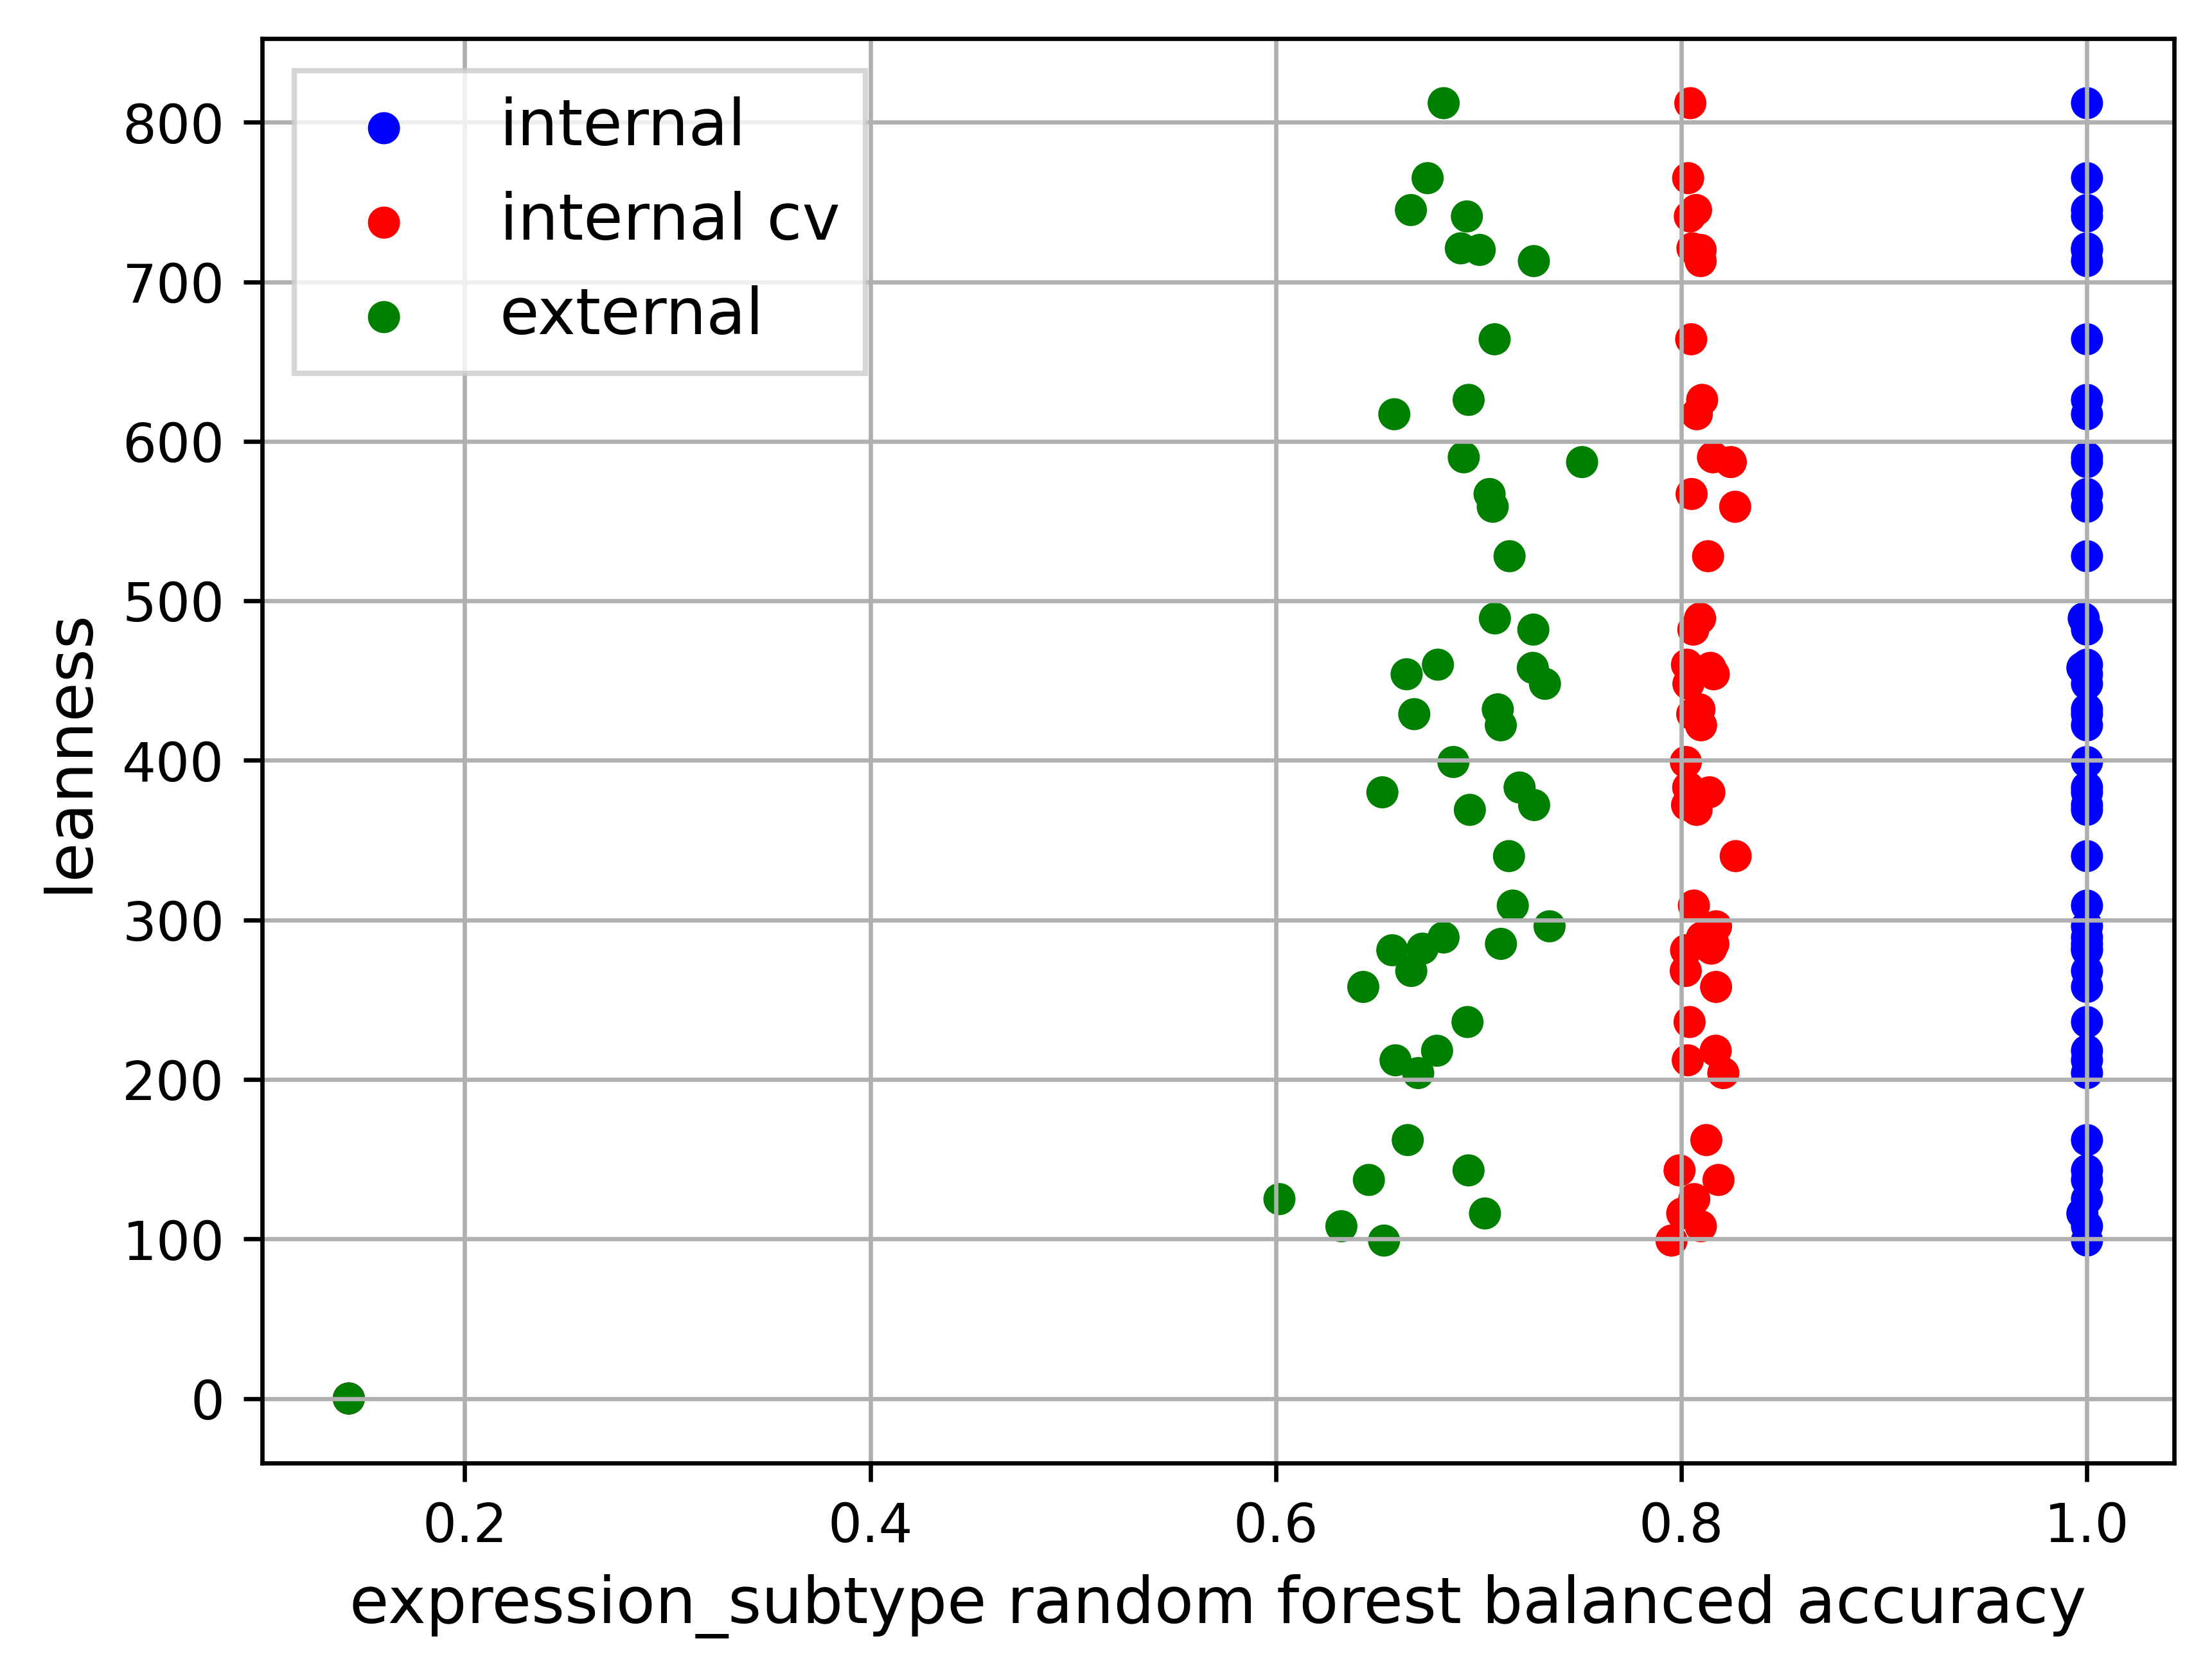 internal
internal cv
external
800
700
600
500
400
300
200
100
0
leanness
0.2 0.4 0.6 0.8 1.0
expression_subtype random forest balanced accuracy